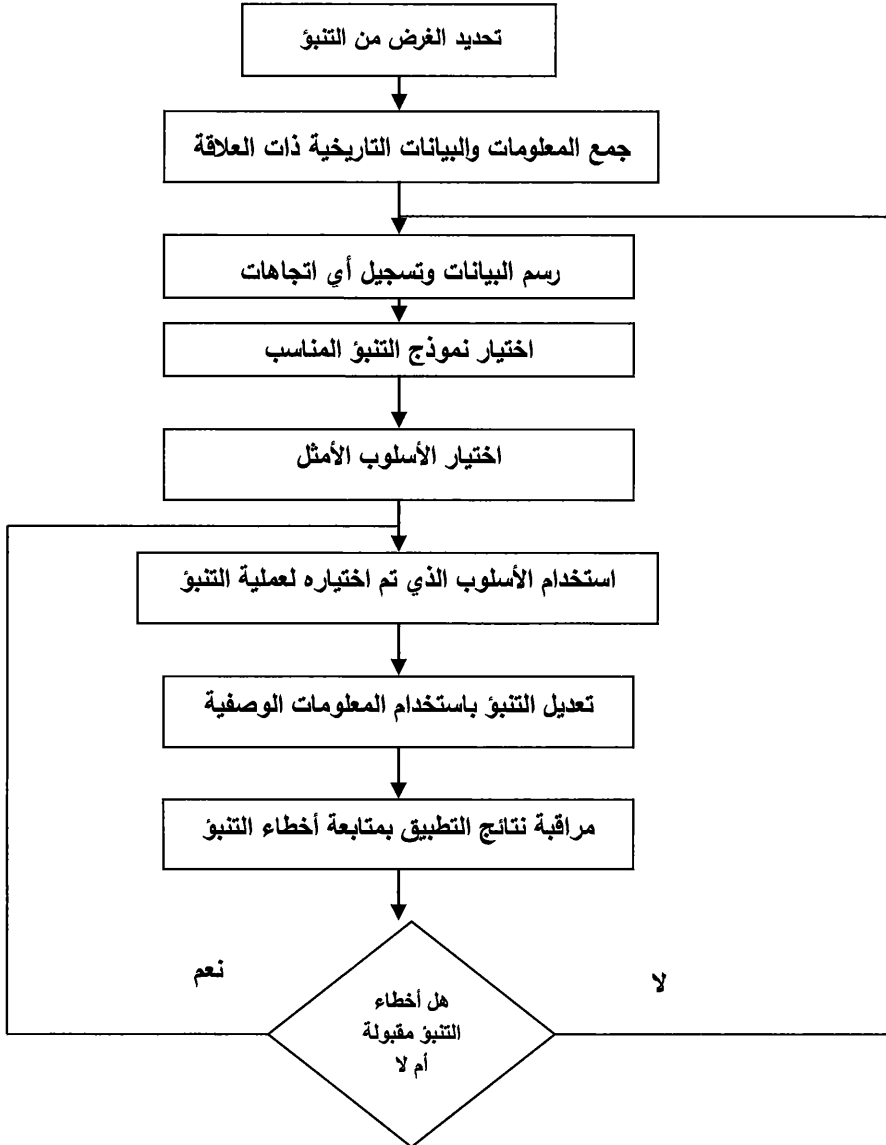 تحديد الغرض من التنبؤ
جمع المعلومات والبيانات التاريخية ذات العلاقة
رسم البيانات وتسجيل أي اتجاهات
اختيار نموذج التنبؤ المناسب
اختيار الأسلوب الأمثل
استخدام الأسلوب الذي تم اختياره لعملية التنبؤ
تعديل التنبؤ باستخدام المعلومات الوصفية
مراقبة نتائج التطبيق بمتابعة أخطاء التنبؤ
لا
هل أخطاء
التنبؤ مقبولة
أم لا
نعم